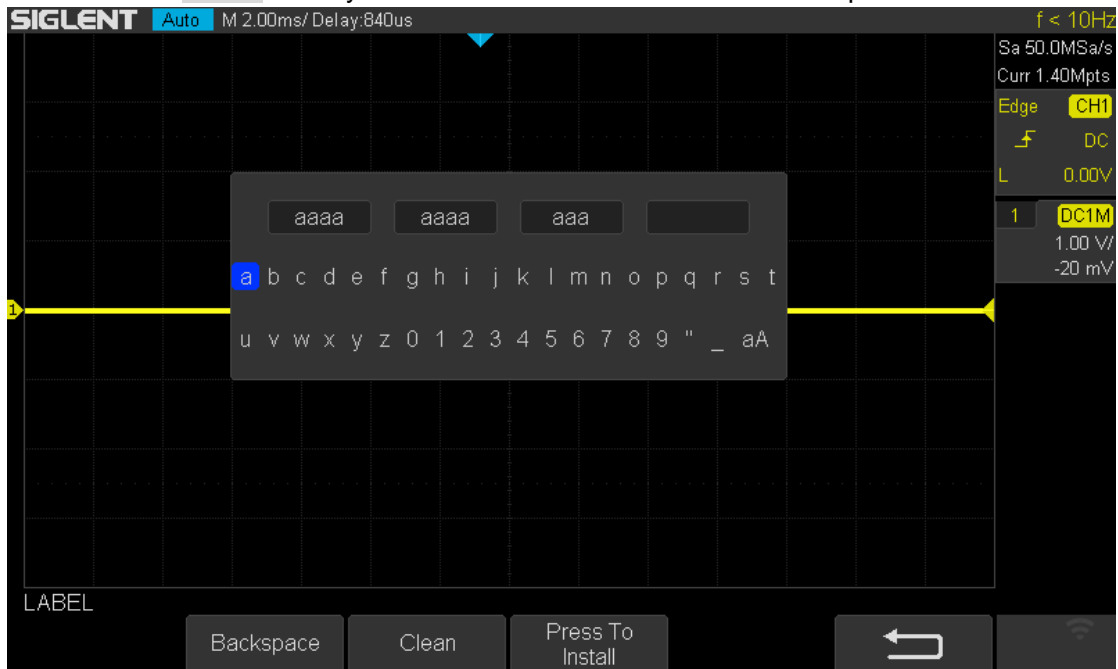 SIGLENT Auto M 2.00ms/ Delay:840us f < 10Hz
Sa 50.0MSa/s
Curr 1.40Mpts
Edge CH1
DC
L 0.00V
1 DC1M
1.00 V/
-20 mV
aaaa aaaa aaa
a b c d e f g h i j k l m n o p q r s t
1
u v w x y z 0 1 2 3 4 5 6 7 8 9 " _ aA
LABEL
Backspace Clean Press To
Install